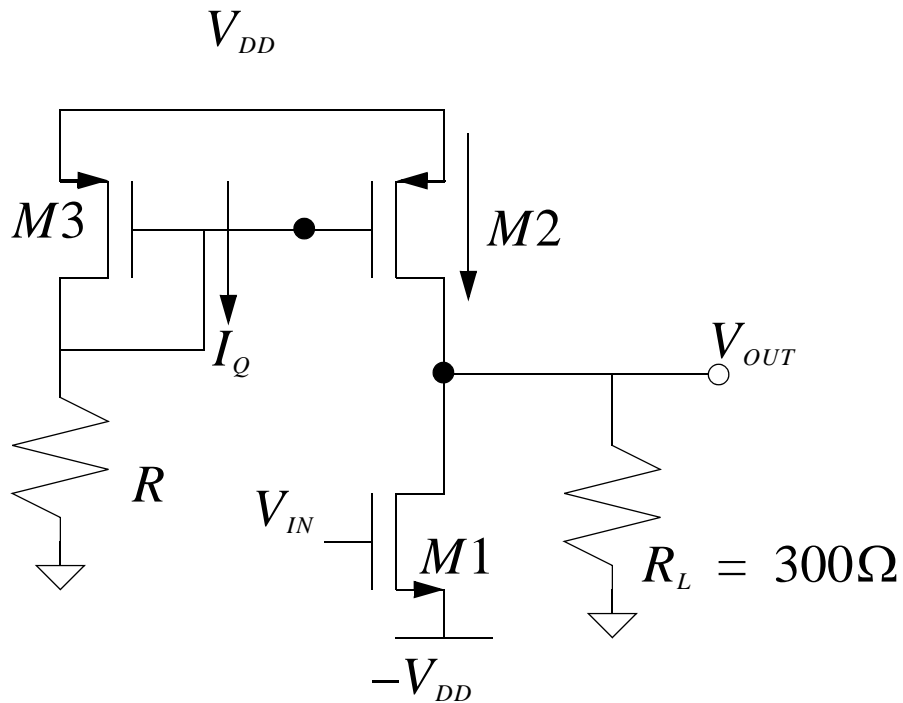 V_DD
M3
M2
I_Q
V_OUT
R
V_IN
M1
R_L = 300Ω
−V_DD